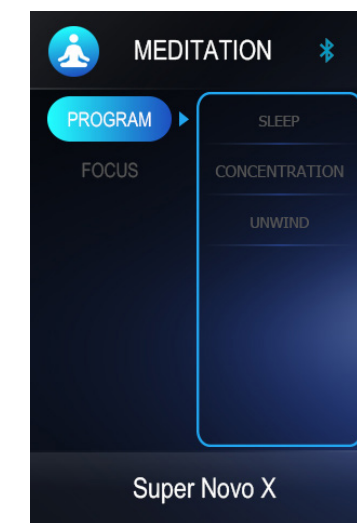 MEDITATION
PROGRAM
FOCUS
SLEEP
CONCENTRATION
UNWIND
Super Novo X